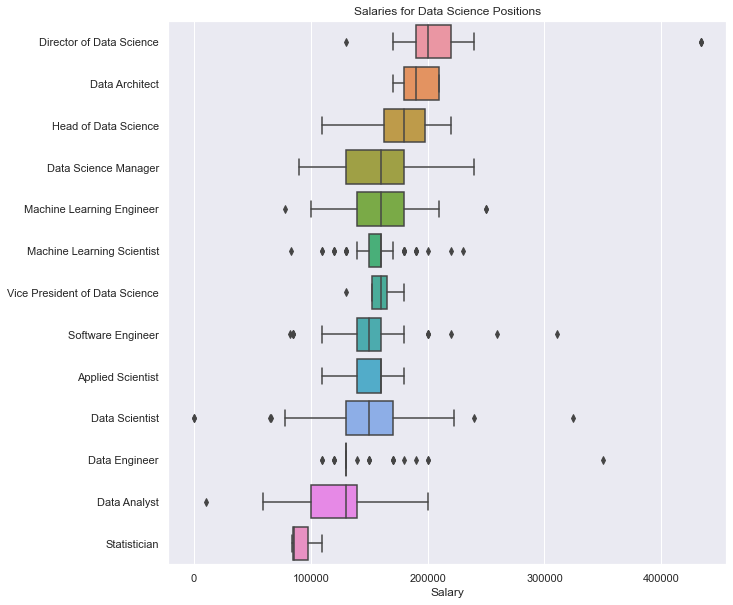 Salaries for Data Science Positions
Director of Data Science
Data Architect
Head of Data Science
Data Science Manager
Machine Learning Engineer
Machine Learning Scientist
Vice President of Data Science
Software Engineer
Applied Scientist
Data Scientist
Data Engineer
Data Analyst
Statistician
0 100000 200000 300000 400000
Salary